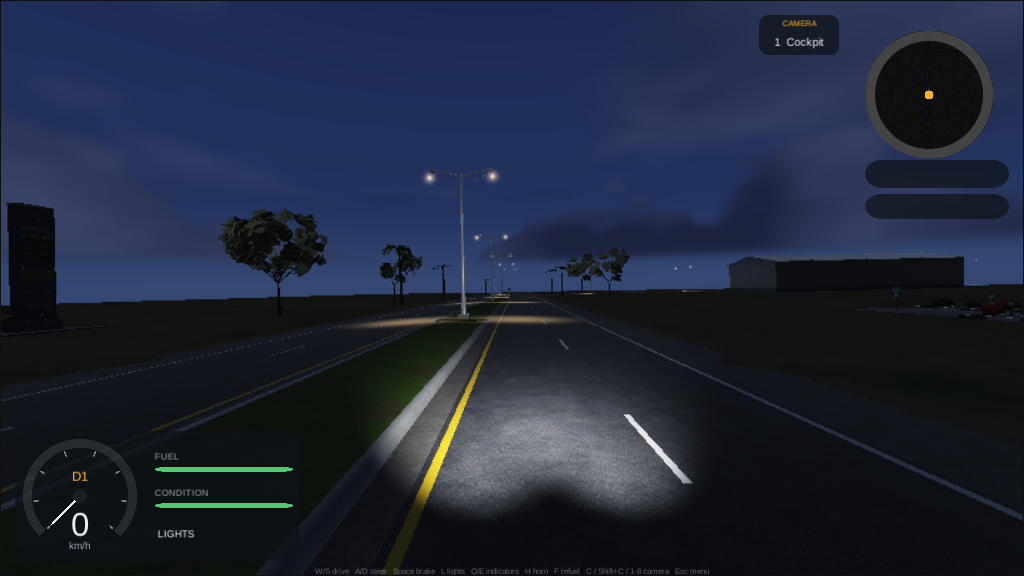 CAMERA
1 Cockpit
D1
0
km/h
FUEL
CONDITION
LIGHTS
W/S drive A/D steer Space brake L lights Q/E indicators H horn F refuel C / Shift+C / 1-8 camera Esc menu